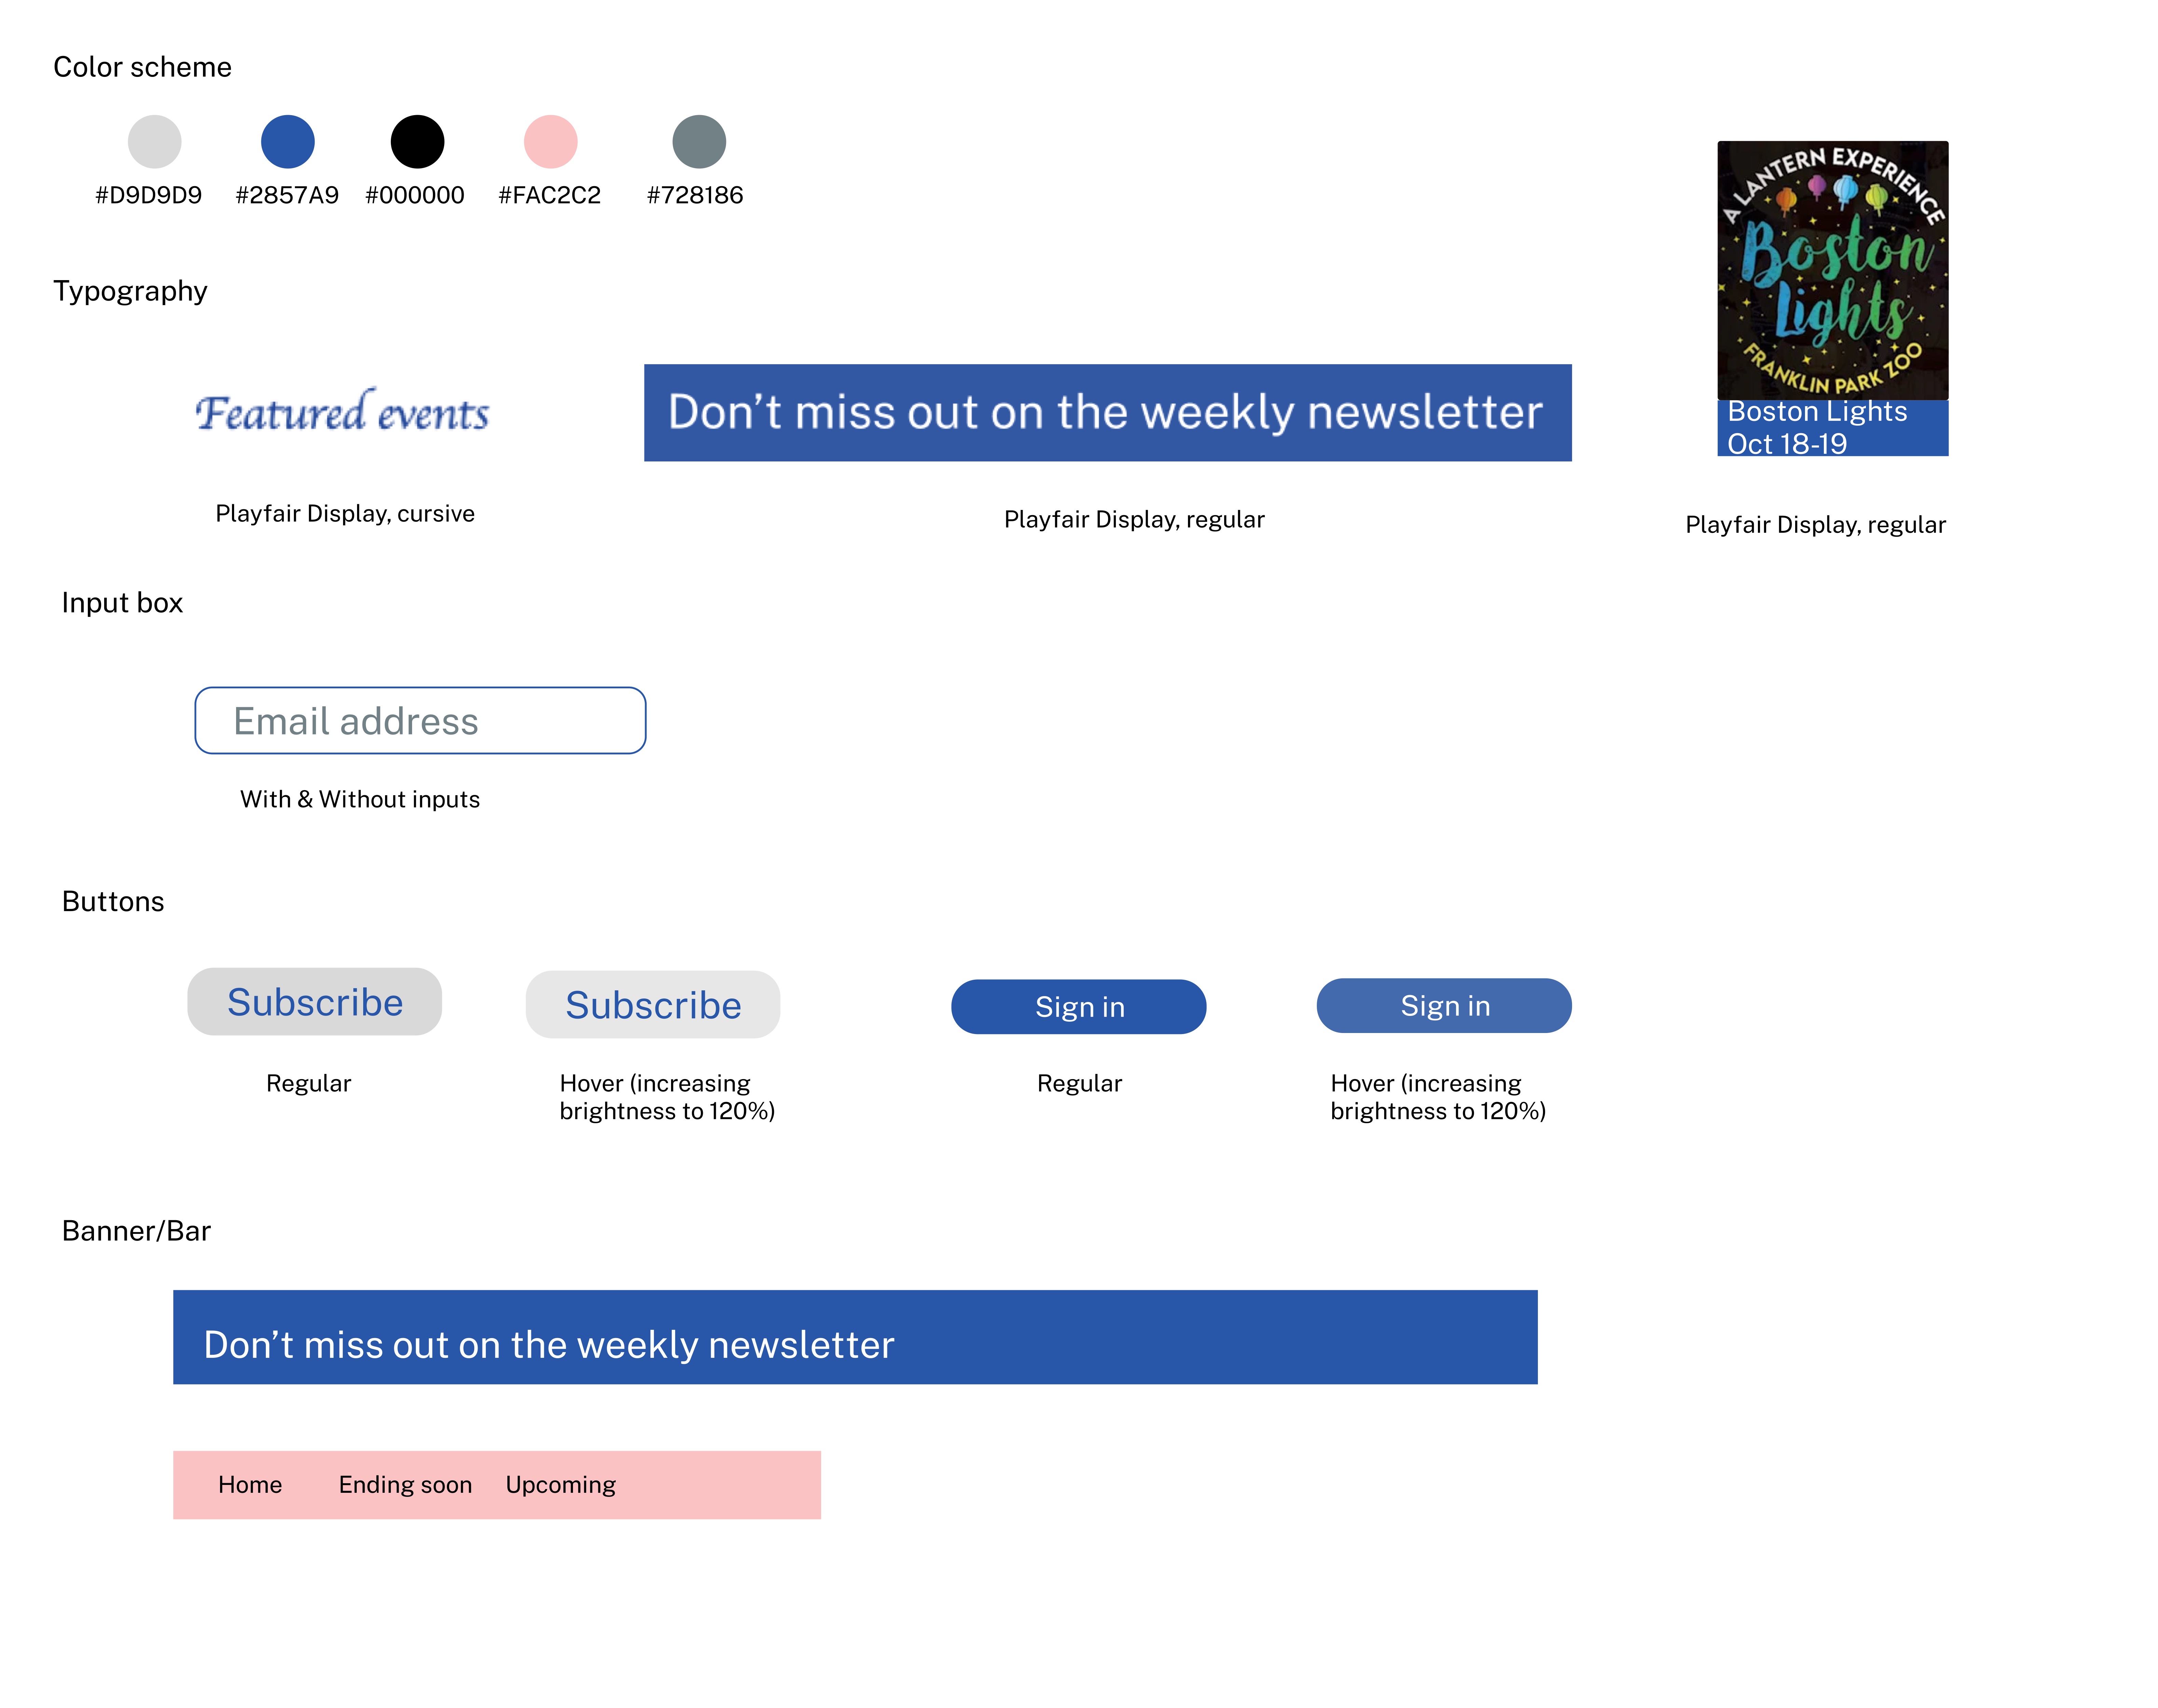 Color scheme
#D9D9D9 #2857A9 #000000 #FAC2C2 #728186
A LANTERN EXPERIENCE
Boston
Lights
FRANKLIN PARK ZOO
Boston Lights
Oct 18-19
Typography
Featured events
Don’t miss out on the weekly newsletter
Playfair Display, cursive
Playfair Display, regular
Playfair Display, regular
Input box
Email address
With & Without inputs
Buttons
Subscribe
Subscribe
Sign in
Sign in
Regular
Hover (increasing
brightness to 120%)
Regular
Hover (increasing
brightness to 120%)
Banner/Bar
Don’t miss out on the weekly newsletter
Home Ending soon Upcoming